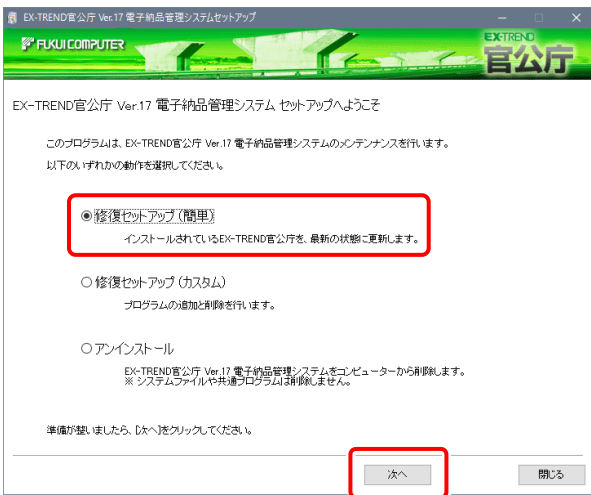 EX-TREND官公庁 Ver.17 電子納品管理システムセットアップ
FUKUI COMPUTER
EX-TREND
官公庁
EX-TREND官公庁 Ver.17 電子納品管理システム セットアップへようこそ
このプログラムは、EX-TREND官公庁 Ver.17 電子納品管理システムのメンテナンスを行います。
以下のいずれかの動作を選択してください。
修復セットアップ(簡単)
インストールされているEX-TREND官公庁を、最新の状態に更新します。
修復セットアップ(カスタム)
プログラムの追加と削除を行います。
アンインストール
EX-TREND官公庁 Ver.17 電子納品管理システムをコンピューターから削除します。
※ システムファイルや共通プログラムは削除しません。
準備が整いましたら、[次へ]をクリックしてください。
次へ
閉じる